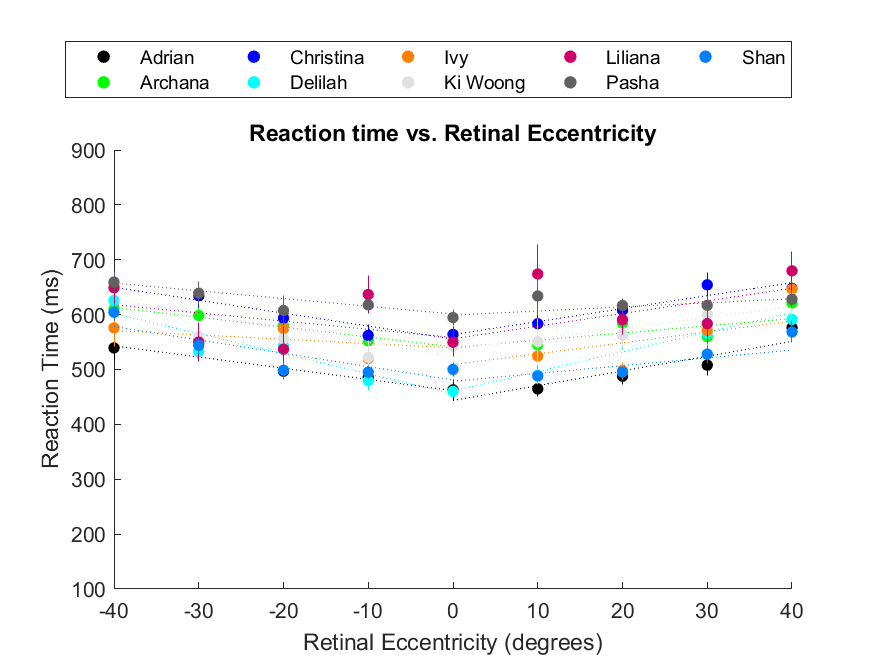 Adrian Christina Ivy Liliana Shan
Archana Delilah Ki Woong Pasha
Reaction time vs. Retinal Eccentricity
900
800
700
600
500
400
300
200
100
Reaction Time (ms)
-40 -30 -20 -10 0 10 20 30 40
Retinal Eccentricity (degrees)